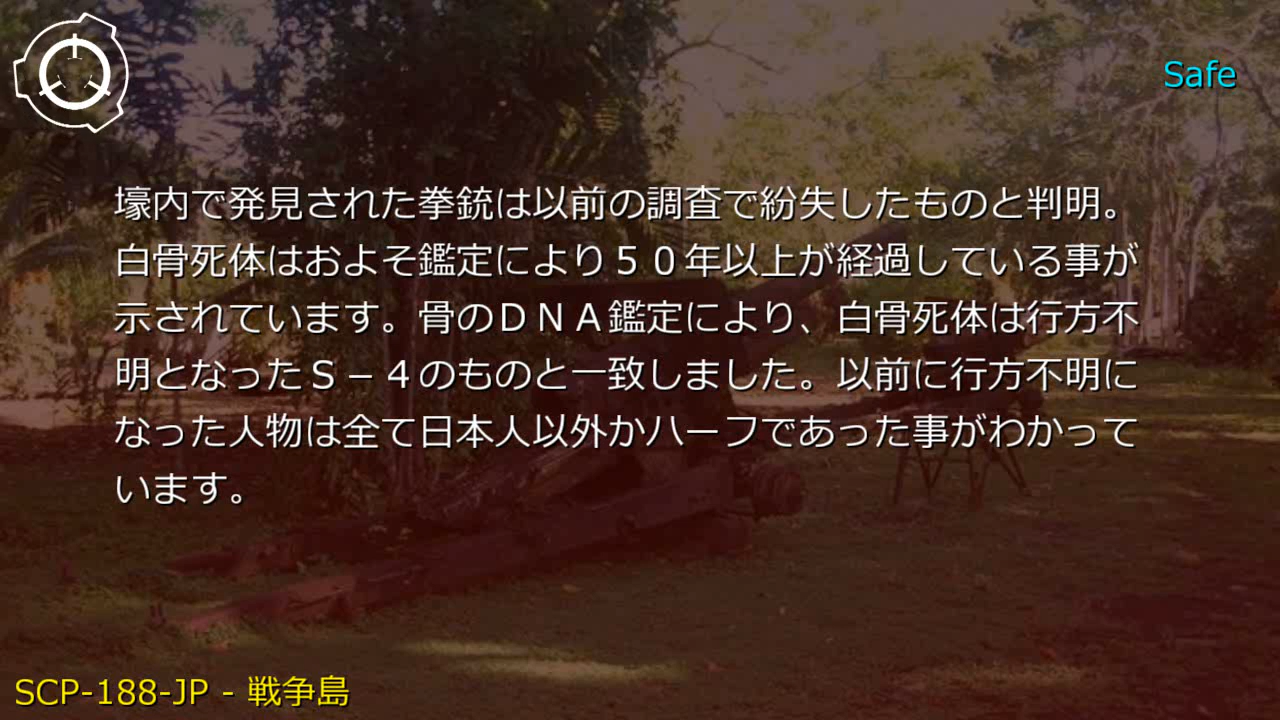 Safe
壕内で発見された拳銃は以前の調査で紛失したものと判明。
白骨死体はおよそ鑑定により５０年以上が経過している事が
示されています。骨のＤＮＡ鑑定により、白骨死体は行方不
明となったＳ－４のものと一致しました。以前に行方不明に
なった人物は全て日本人以外かハーフであった事がわかって
います。
SCP-188-JP - 戦争島